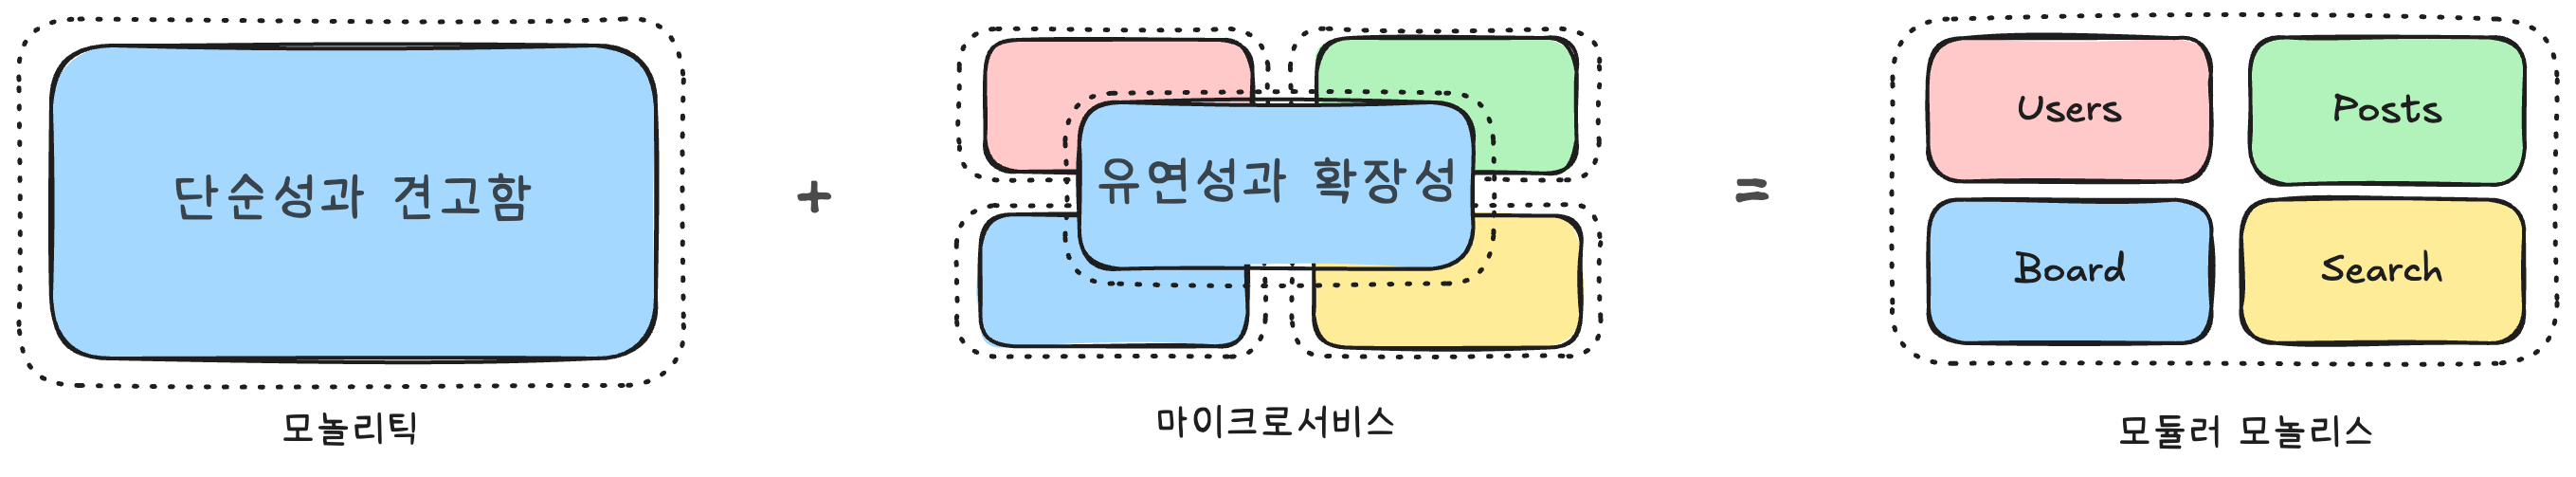 단순성과 견고함
모놀리틱
+
유연성과 확장성
마이크로서비스
=
Users
Posts
Board
Search
모듈러 모놀리스